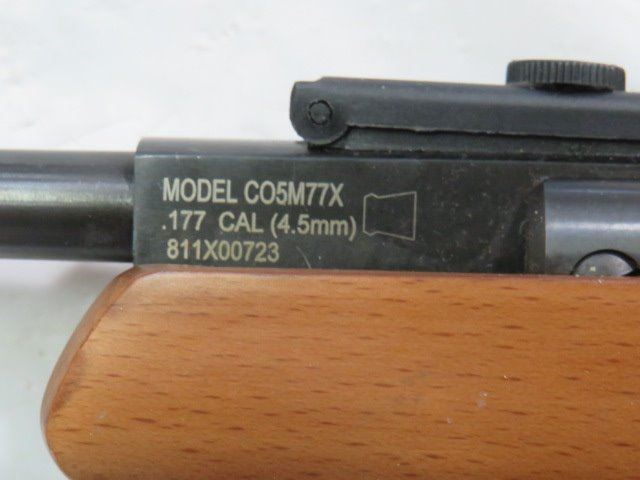 MODEL CO5M77X
.177 CAL (4.5mm)
811X00723